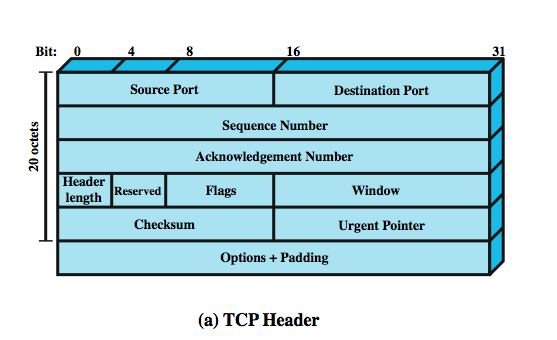 Bit: 0 4 8 16 31
20 octets
Source Port Destination Port
Sequence Number
Acknowledgement Number
Header
length Reserved Flags Window
Checksum Urgent Pointer
Options + Padding
(a) TCP Header